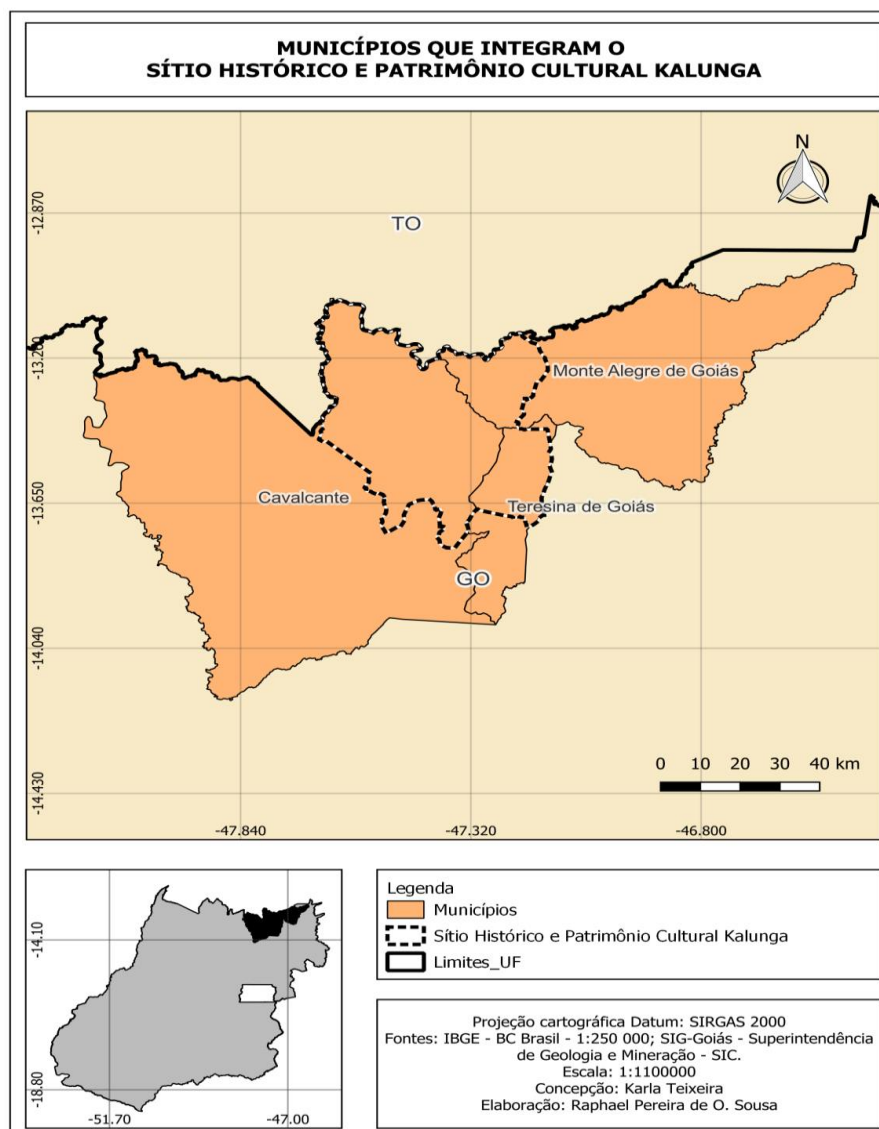 MUNICÍPIOS QUE INTEGRAM O
SÍTIO HISTÓRICO E PATRIMÔNIO CULTURAL KALUNGA
N
-12.870
TO
-13.260
Monte Alegre de Goiás
Cavalcante
-13.650
Teresina de Goiás
GO
-14.040
0 10 20 30 40 km
-14.430
-47.840 -47.320 -46.800
Legenda
Municípios
Sítio Histórico e Patrimônio Cultural Kalunga
Limites_UF
-14.10
-18.80
-51.70 -47.00
Projeção cartográfica Datum: SIRGAS 2000
Fontes: IBGE - BC Brasil - 1:250 000; SIG-Goiás - Superintendência
de Geologia e Mineração - SIC.
Escala: 1:1100000
Concepção: Karla Teixeira
Elaboração: Raphael Pereira de O. Sousa